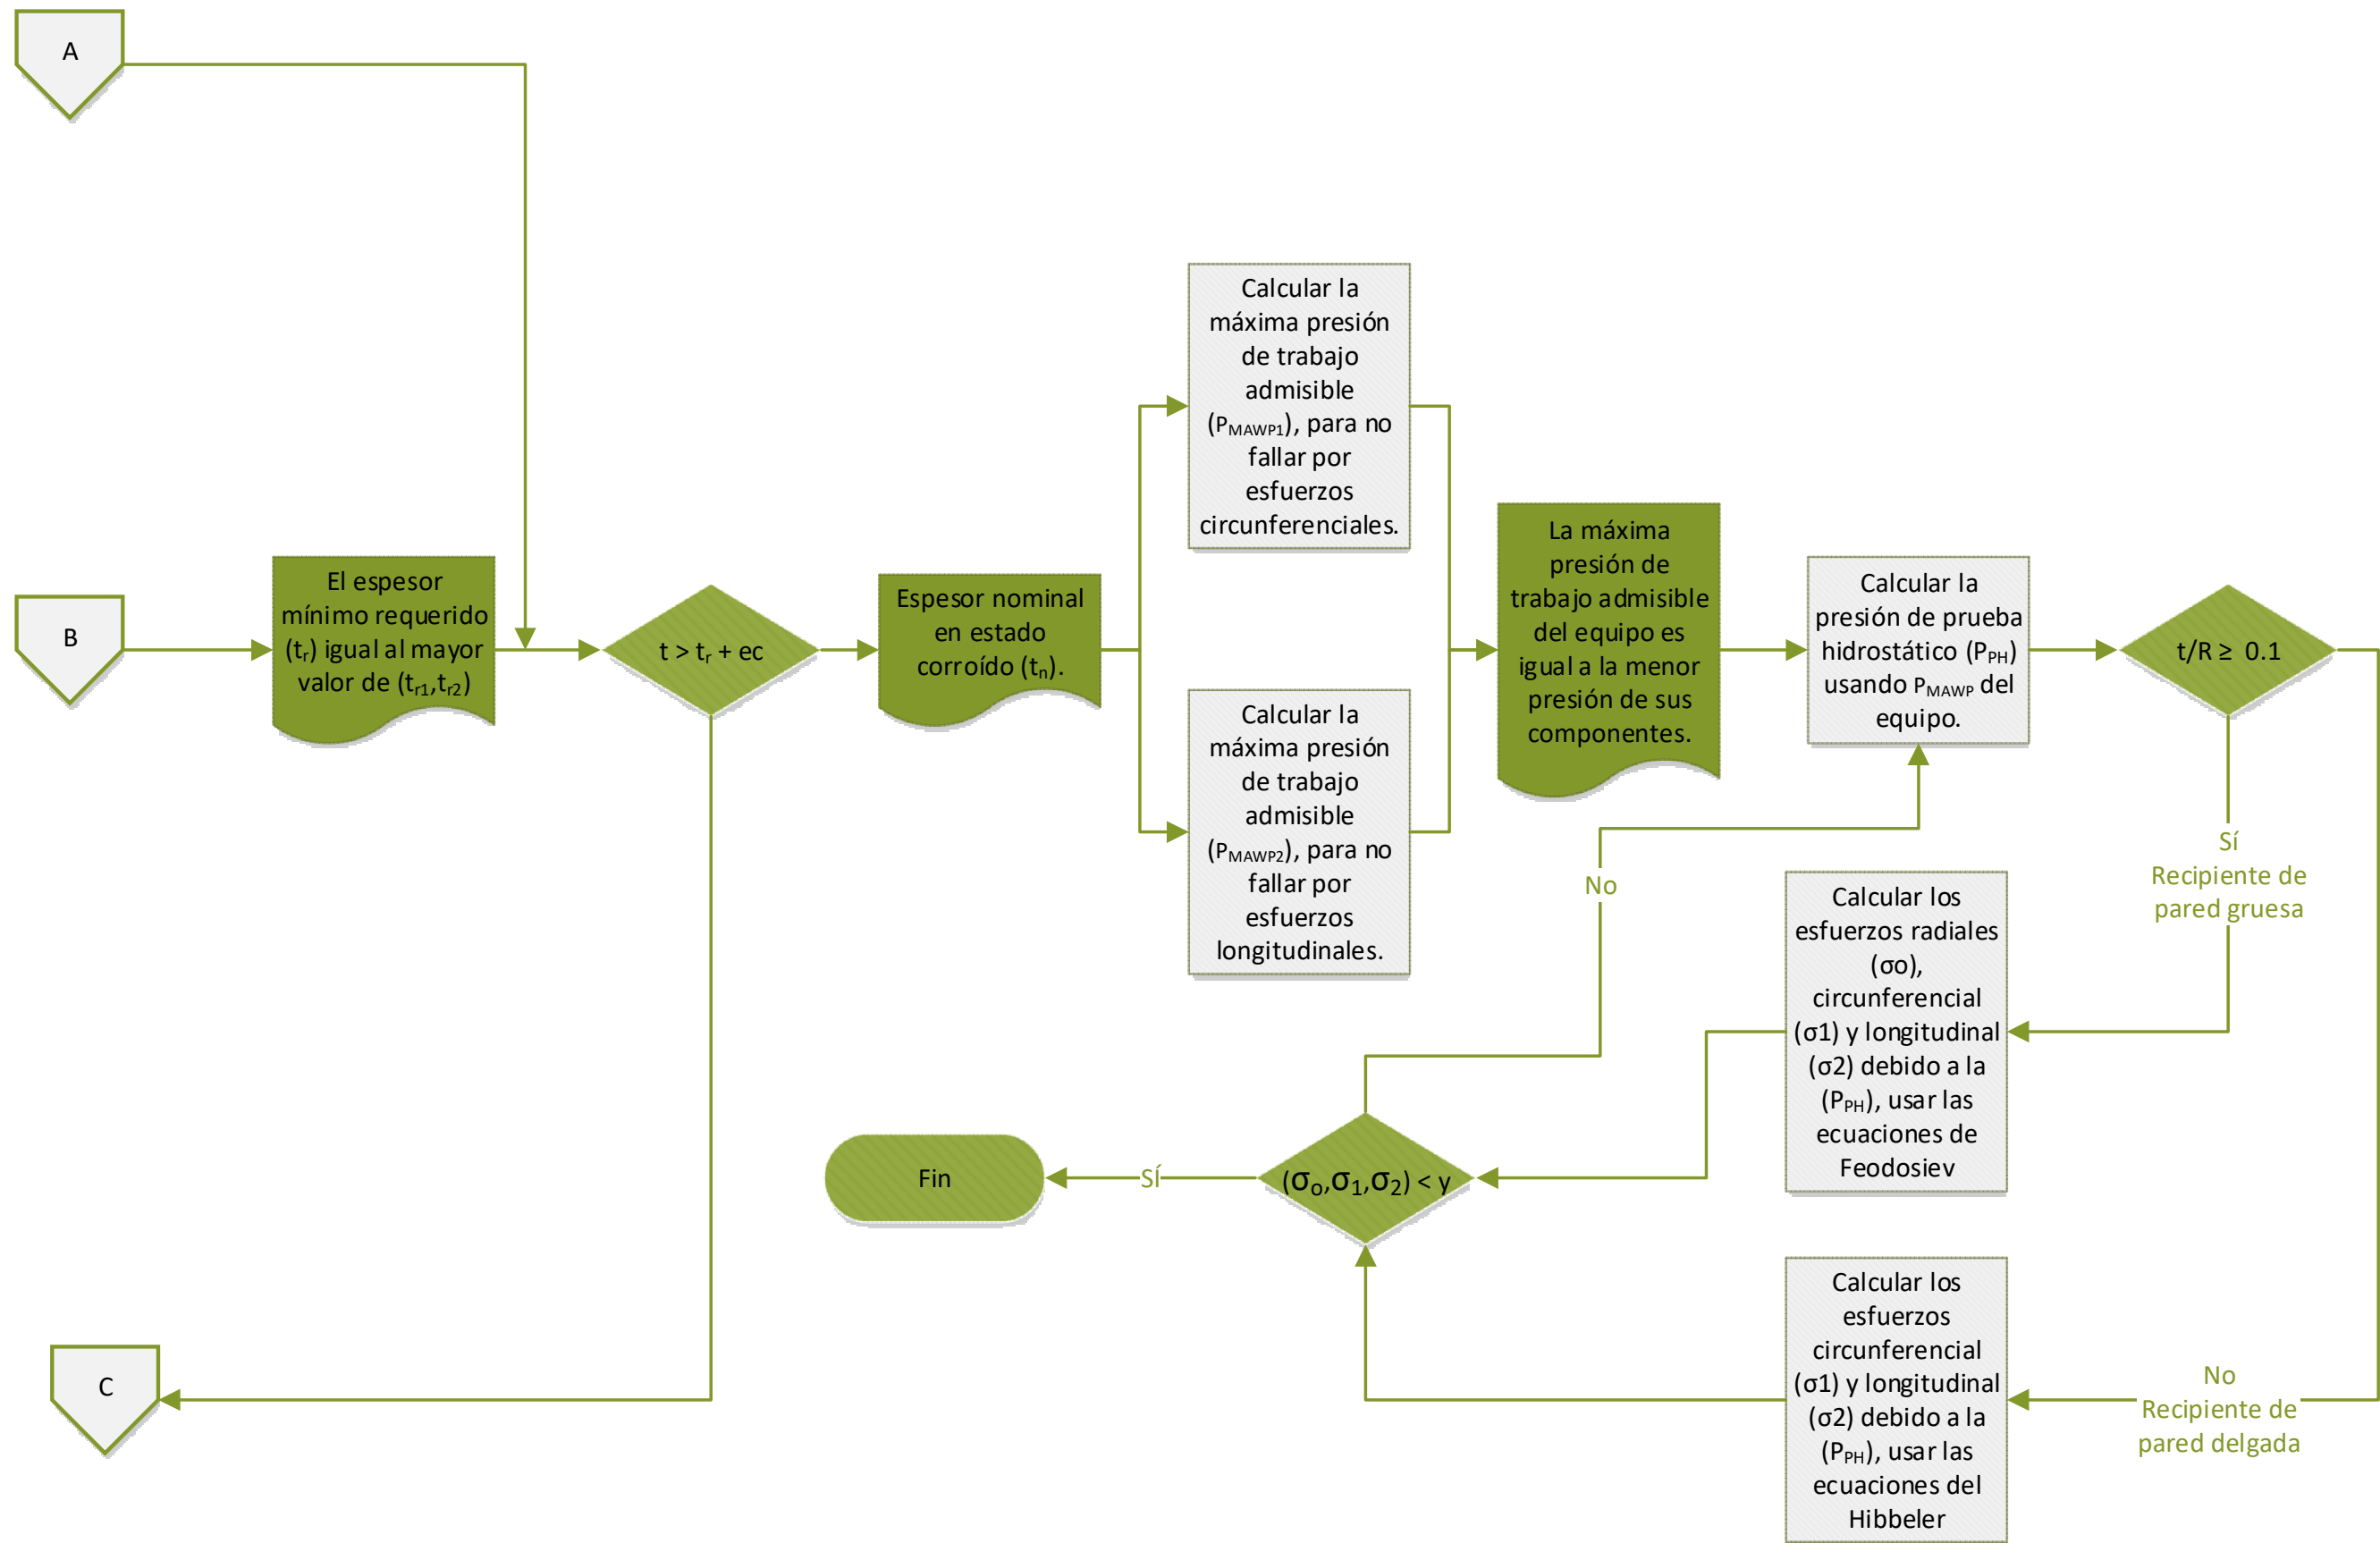 A
B
El espesor
mínimo requerido
(tr) igual al mayor
valor de (tr1,tr2)
t > tr + ec
Espesor nominal
en estado
corroído (tn).
Calcular la
máxima presión
de trabajo
admisible
(PMAWP1), para no
fallar por
esfuerzos
circunferenciales.
Calcular la
máxima presión
de trabajo
admisible
(PMAWP2), para no
fallar por
esfuerzos
longitudinales.
La máxima
presión de
trabajo admisible
del equipo es
igual a la menor
presión de sus
componentes.
Calcular la
presión de prueba
hidrostático (PPH)
usando PMAWP del
equipo.
t/R ≥ 0.1
Sí
Recipiente de
pared gruesa
No
Calcular los
esfuerzos radiales
(σo),
circunferencial
(σ1) y longitudinal
(σ2) debido a la
(PPH), usar las
ecuaciones de
Feodosiev
(σo,σ1,σ2) < y
SÍ
Fin
Calcular los
esfuerzos
circunferencial
(σ1) y longitudinal
(σ2) debido a la
(PPH), usar las
ecuaciones del
Hibbeler
No
Recipiente de
pared delgada
C